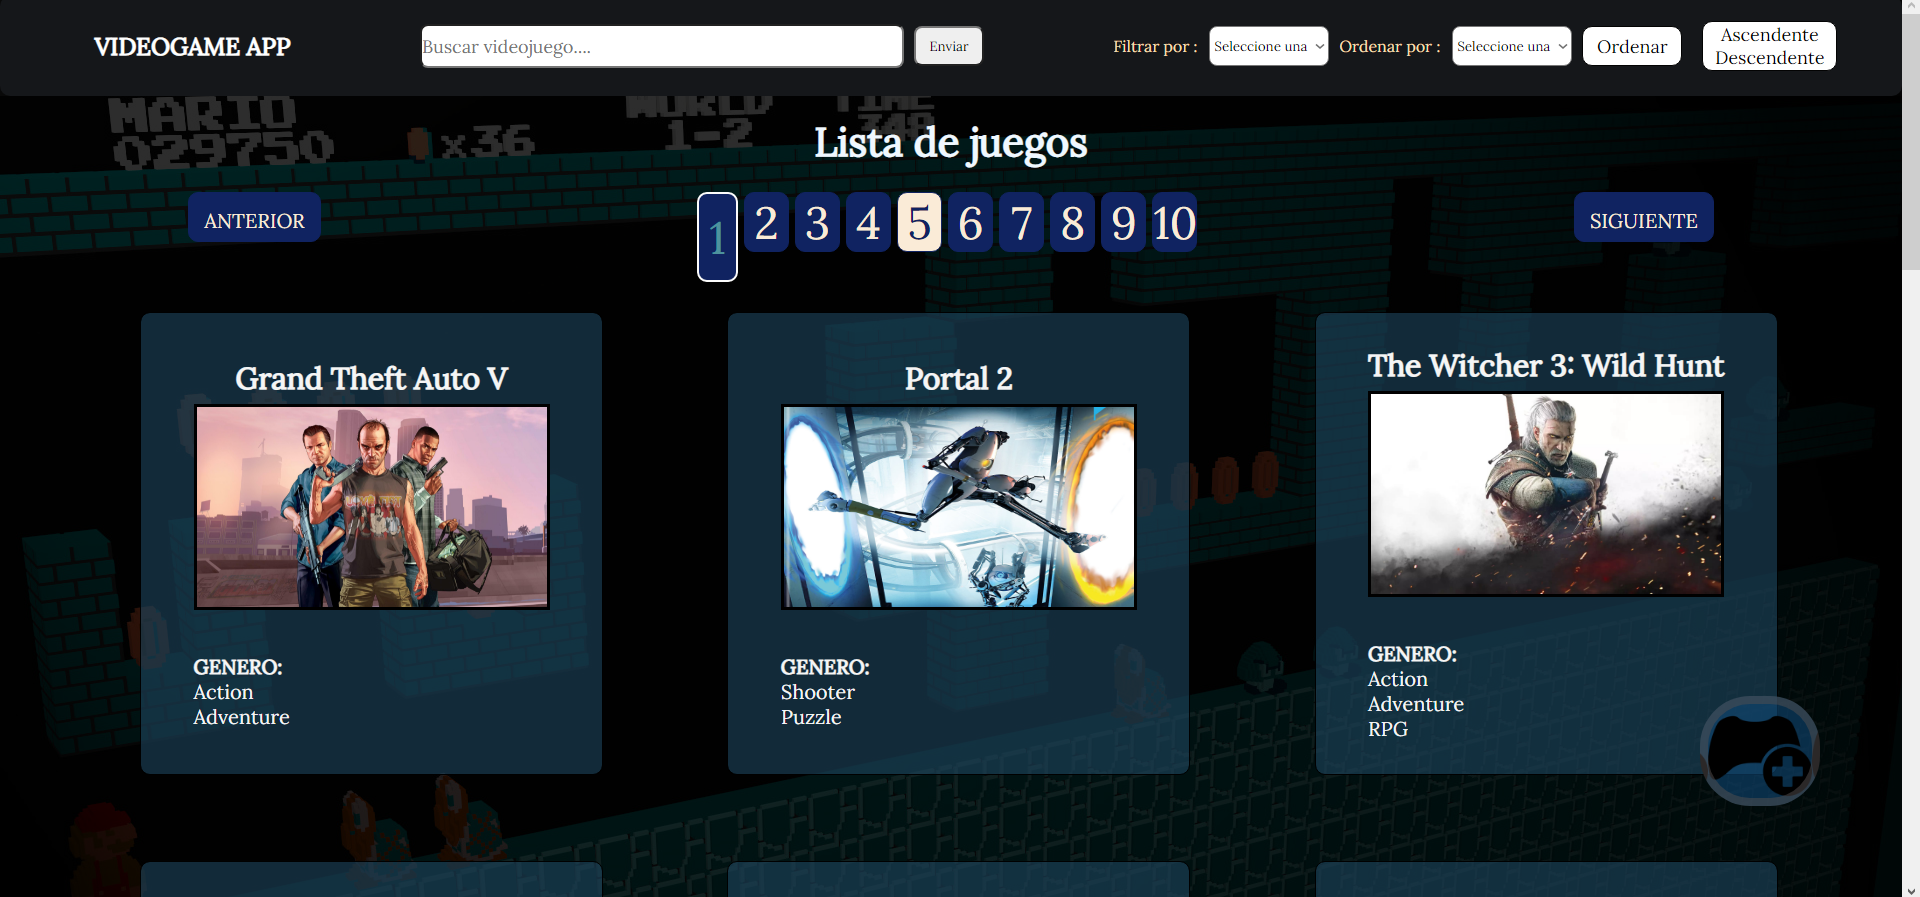 VIDEOGAME APP
Buscar videojuego....
Enviar
Filtrar por :
Seleccione una
Ordenar por :
Seleccione una
Ordenar
Ascendente
Descendente
MARIO
029750
x36
WORLD
1-2
TIME
Lista de juegos
ANTERIOR
1 2 3 4 5 6 7 8 9 10
SIGUIENTE
Grand Theft Auto V
GENERO:
Action
Adventure
Portal 2
GENERO:
Shooter
Puzzle
The Witcher 3: Wild Hunt
GENERO:
Action
Adventure
RPG